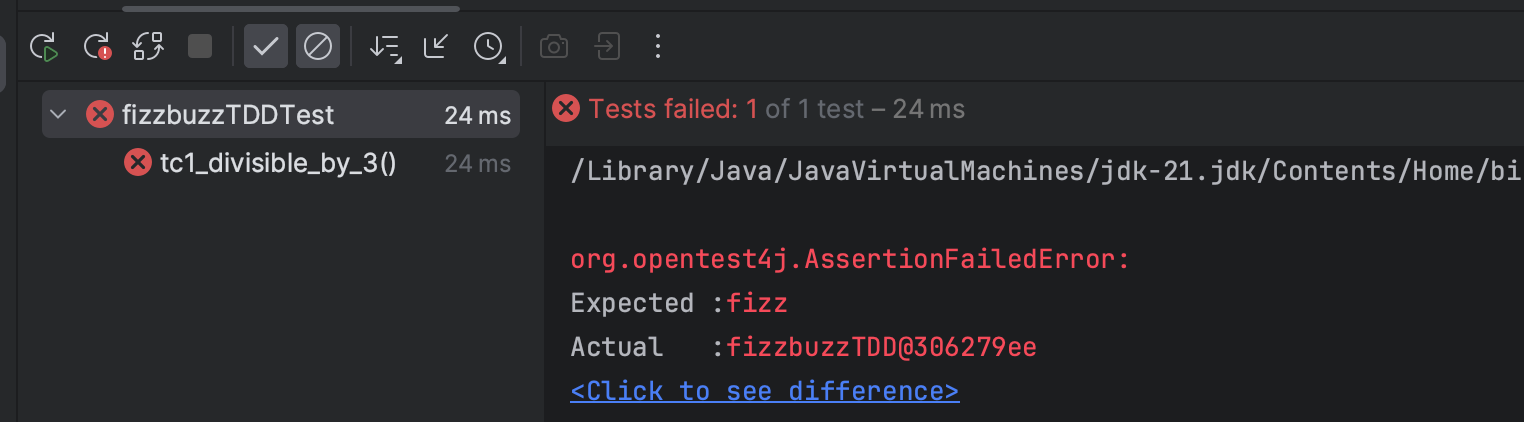 fizzbuzzTDDTest 24 ms
tc1_divisible_by_3() 24 ms
Tests failed: 1 of 1 test – 24 ms
/Library/Java/JavaVirtualMachines/jdk-21.jdk/Contents/Home/bi
org.opentest4j.AssertionFailedError:
Expected :fizz
Actual   :fizzbuzzTDD@306279ee
<Click to see difference>